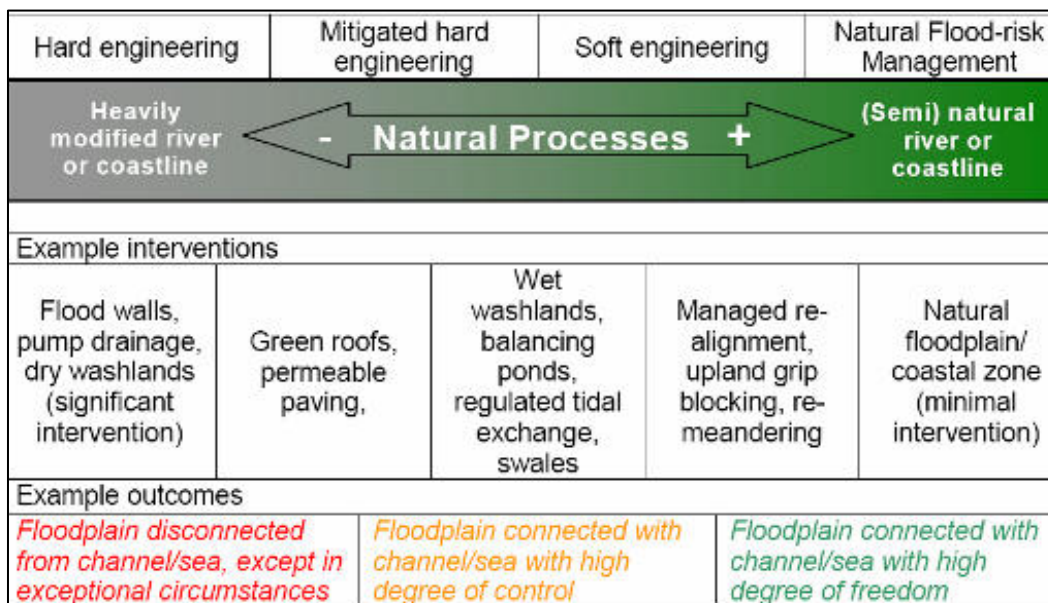 Hard engineering
Mitigated hard
engineering
Soft engineering
Natural Flood-risk
Management
Heavily
modified river
or coastline
- Natural Processes +
(Semi) natural
river or
coastline
Example interventions
Flood walls,
pump drainage,
dry washlands
(significant
intervention)
Green roofs,
permeable
paving,
Wet
washlands,
balancing
ponds,
regulated tidal
exchange,
swales
Managed re-
alignment,
upland grip
blocking, re-
meandering
Natural
floodplain/
coastal zone
(minimal
intervention)
Example outcomes
Floodplain disconnected
from channel/sea, except in
exceptional circumstances
Floodplain connected with
channel/sea with high
degree of control
Floodplain connected with
channel/sea with high
degree of freedom